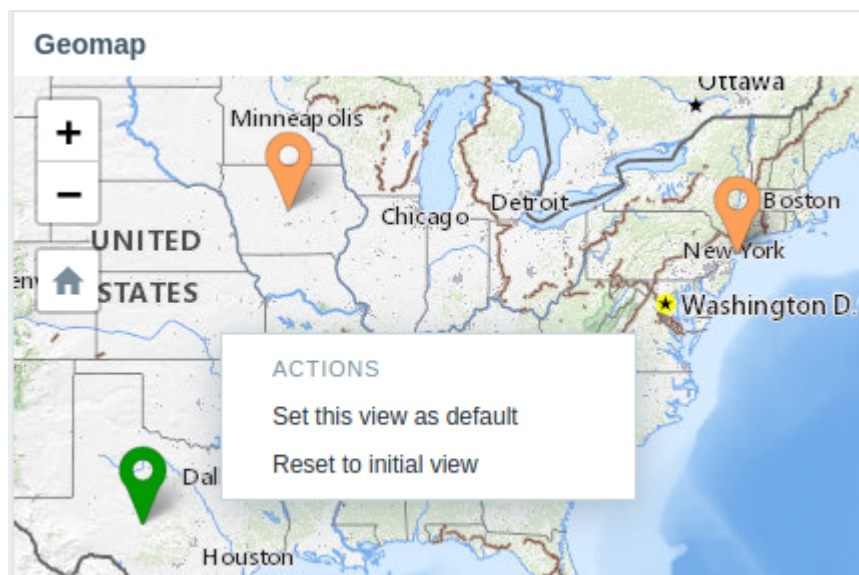 Geomap
Ottawa
+
Minneapolis
−
Detroit
Boston
Chicago
UNITED
New York
STATES
Washington D.
ACTIONS
Set this view as default
Reset to initial view
Dal
Houston